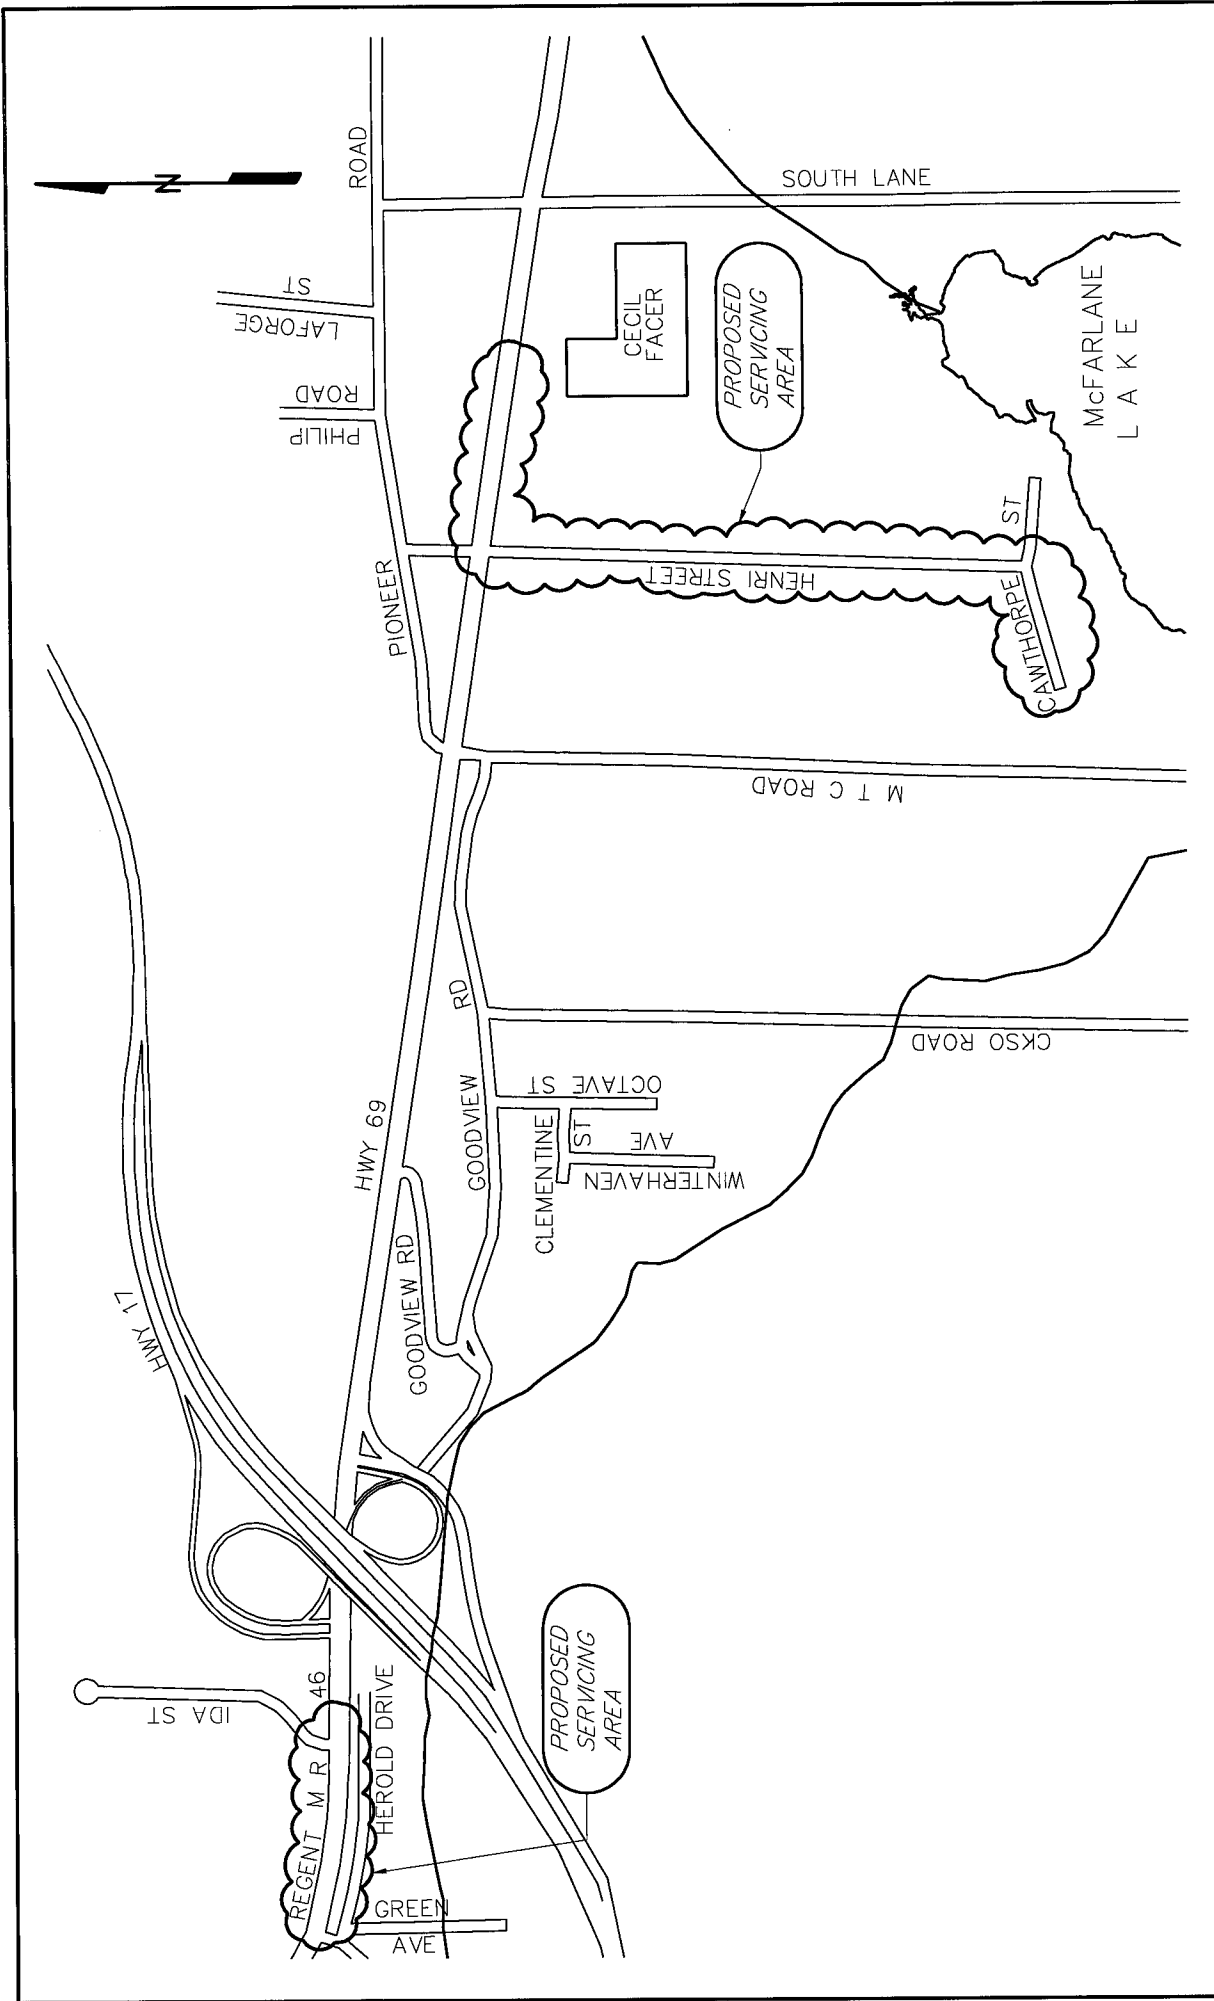 N
ROAD
ST
LAFORGE
ROAD
PHILIP
PIONEER
SOUTH LANE
CECIL
FACER
PROPOSED
SERVICING
AREA
McFARLANE
LAKE
HENRI STREET
ST
CAWTHORPE
M T C ROAD
CKSO ROAD
HWY 69
RD
GOODVIEW
OCTAVE ST
CLEMENTINE
ST
WINTERHAVEN
AVE
GOODVIEW RD
HWY 17
IDA ST
REGENT M R 46
HEROLD DRIVE
GREEN
AVE
PROPOSED
SERVICING
AREA